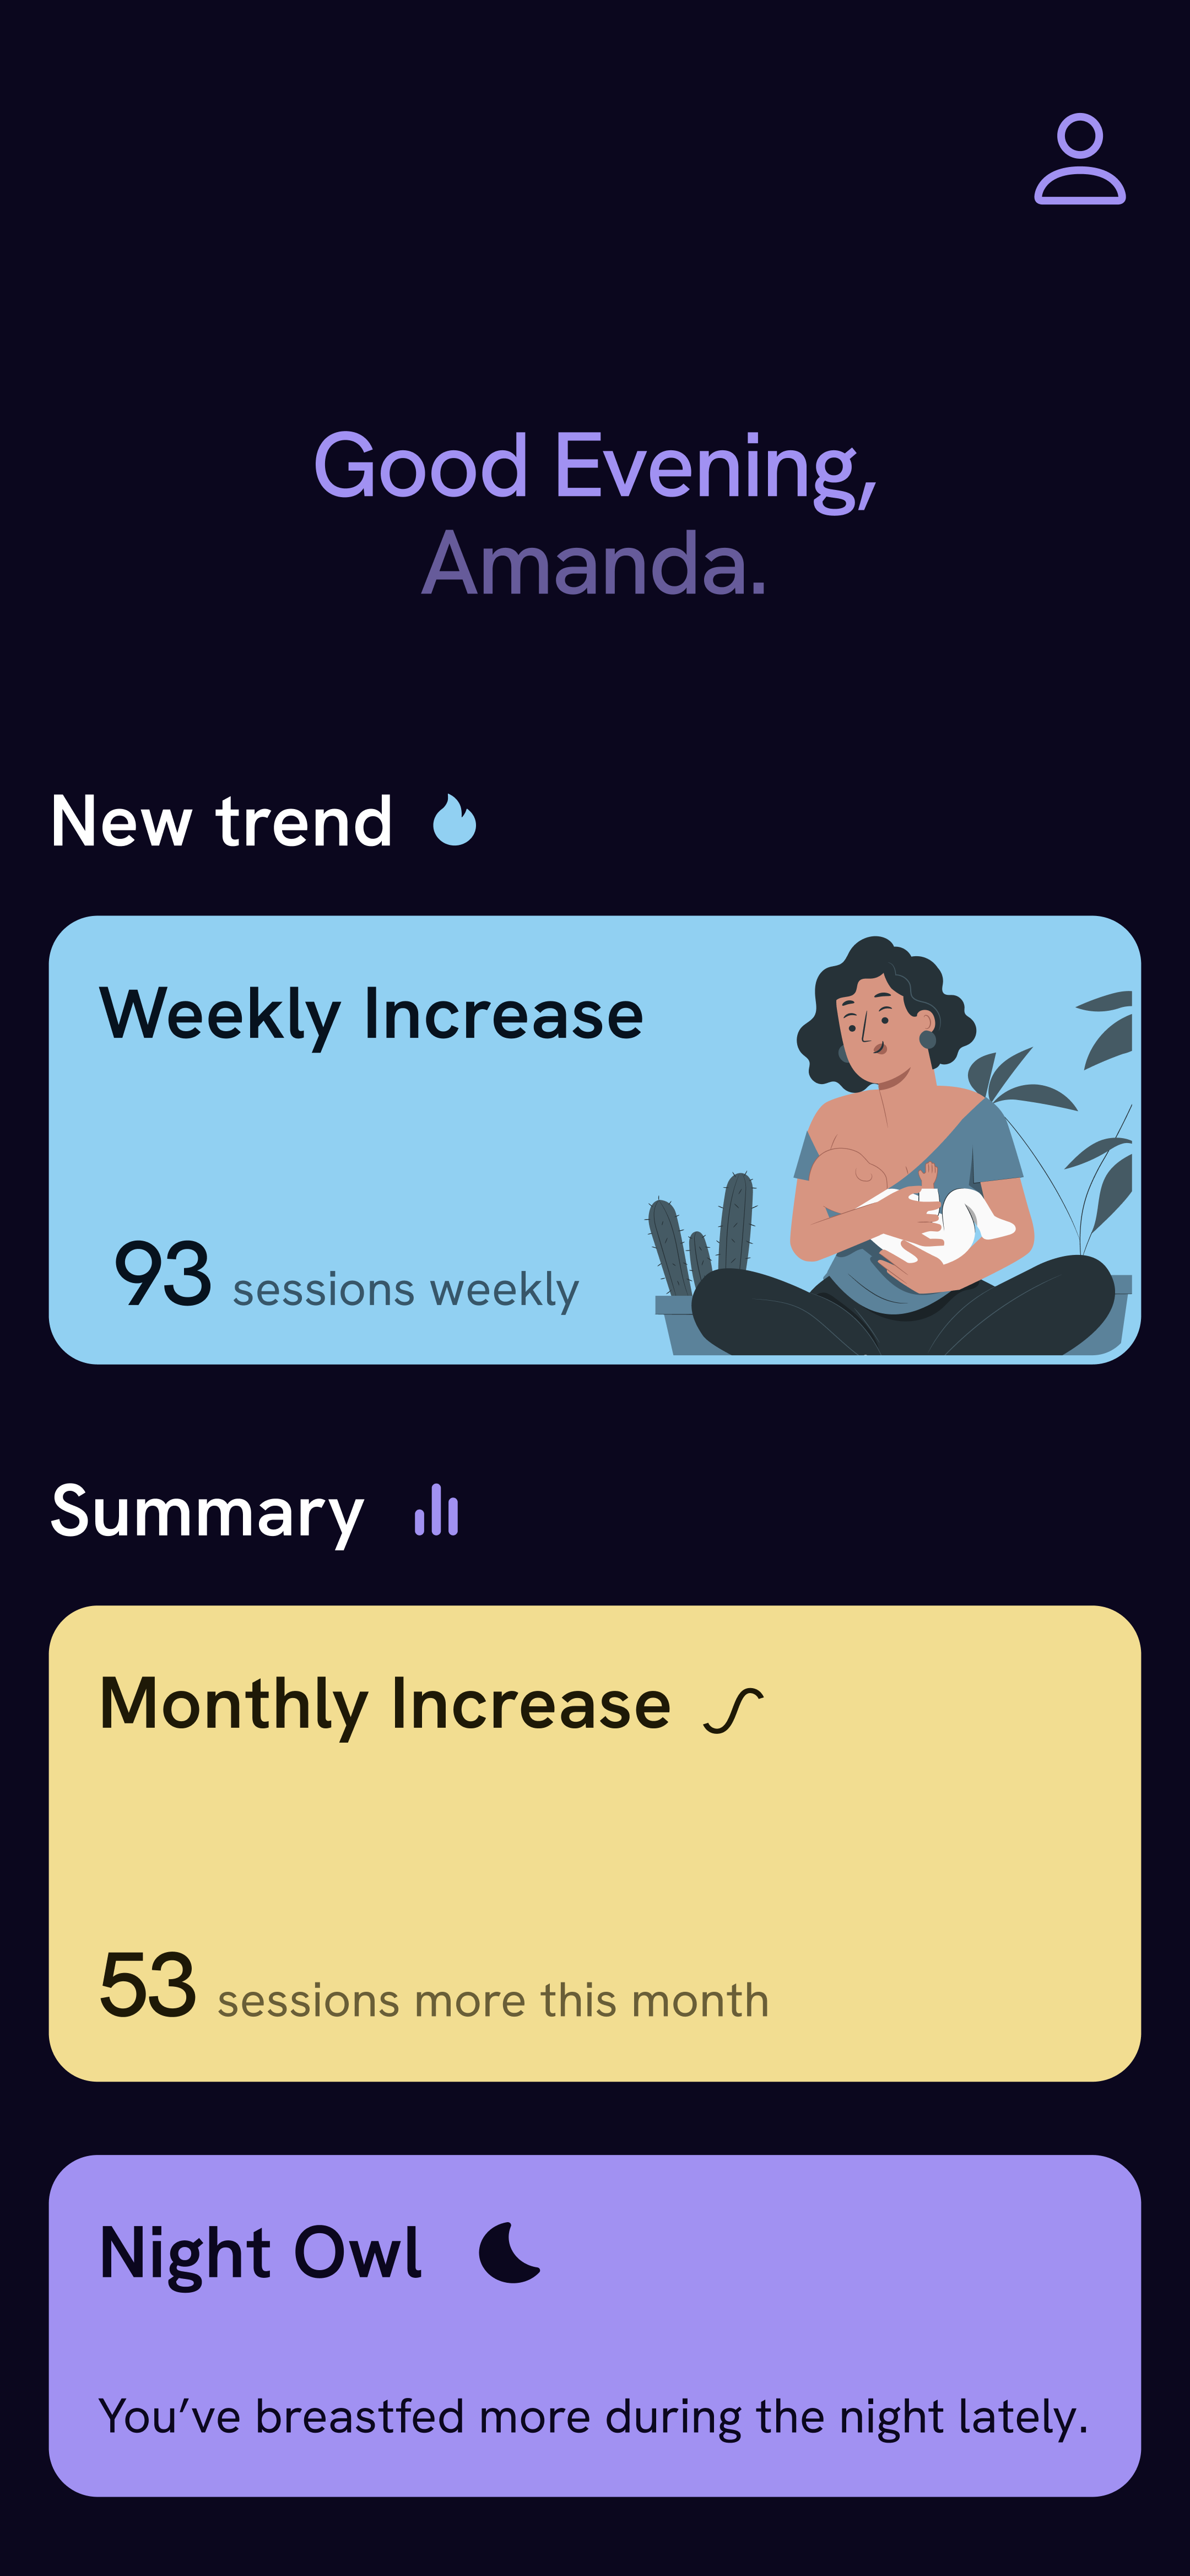 Good Evening,
Amanda.
New trend
Weekly Increase
93 sessions weekly
Summary
Monthly Increase
53 sessions more this month
Night Owl
You’ve breastfed more during the night lately.